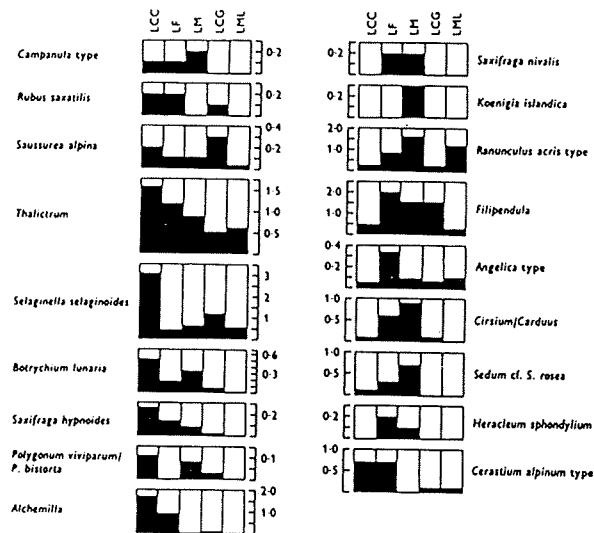 LCC LF LM LCG LML
Campanula type 0·2
Rubus saxatilis 0·2
Saussurea alpina 0·4 0·2
Thalictrum 1·5 1·0 0·5
Selaginella selaginoides 3 2 1
Botrychium lunaria 0·6 0·3
Saxifraga hypnoides 0·2
Polygonum viviparum/
P. bistorta 0·1
Alchemilla 2·0 1·0
LCC LF LM LCG LML
0·2 Saxifraga nivalis
0·2 Koenigia islandica
2·0 1·0 Ranunculus acris type
2·0 1·0 Filipendula
0·4 0·2 Angelica type
1·0 0·5 Cirsium/Carduus
1·0 0·5 Sedum cf. S. rosea
0·2 Heracleum sphondylium
1·0 0·5 Cerastium alpinum type